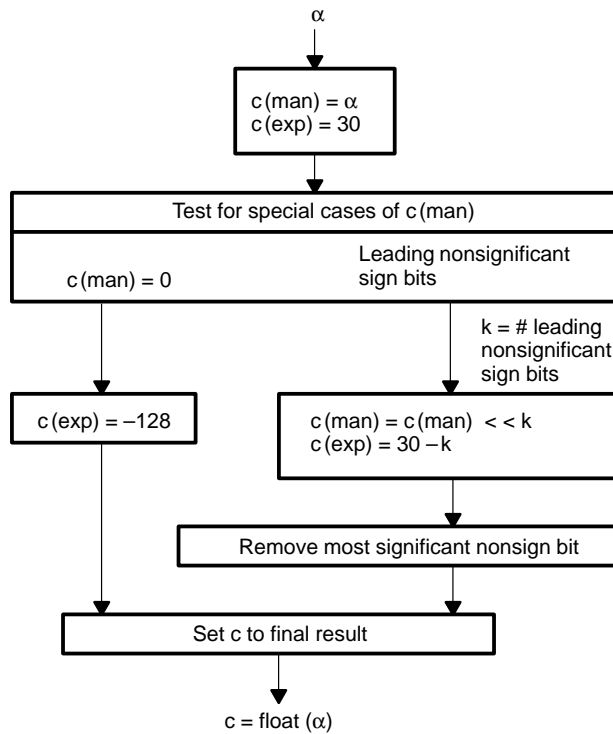 α
c(man) = α
c(exp) = 30
Test for special cases of c(man)
c(man) = 0
Leading nonsignificant
sign bits
k = # leading
nonsignificant
sign bits
c(exp) = –128
c(man) = c(man) < < k
c(exp) = 30 – k
Remove most significant nonsign bit
Set c to final result
c = float (α)